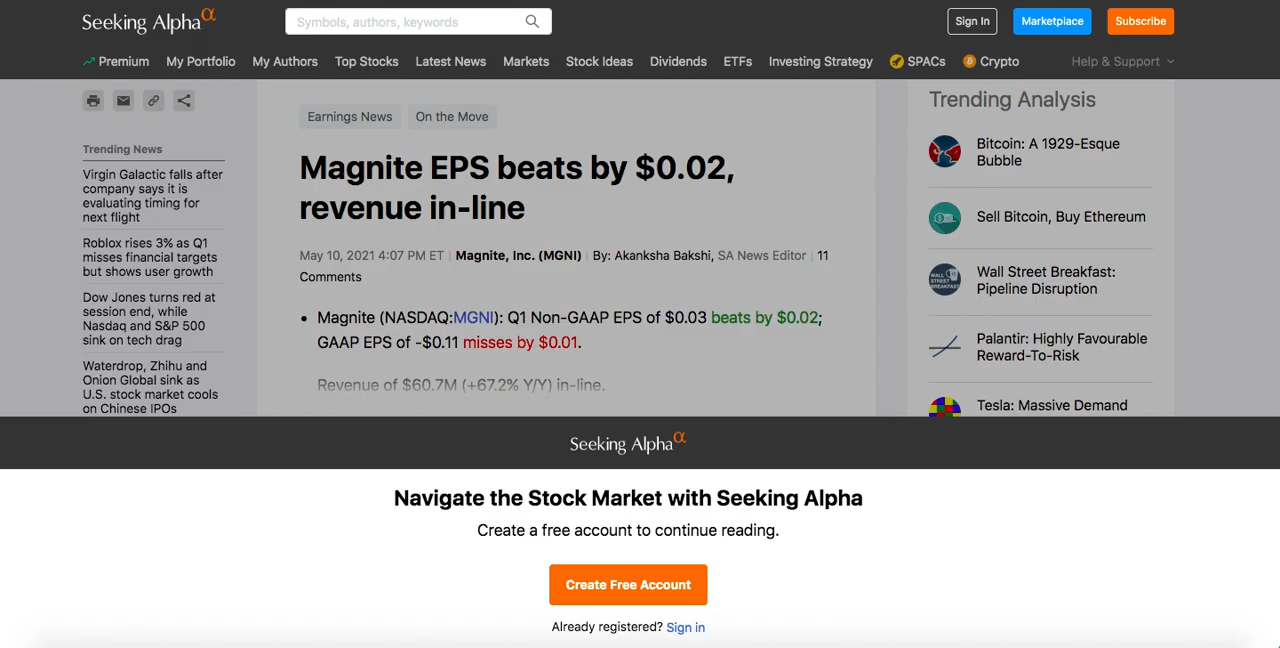 Seeking Alphaα
Symbols, authors, keywords
Sign In
Marketplace
Subscribe
Premium
My Portfolio
My Authors
Top Stocks
Latest News
Markets
Stock Ideas
Dividends
ETFs
Investing Strategy
SPACs
Crypto
Help & Support
Trending News
Virgin Galactic falls after
company says it is
evaluating timing for
next flight
Roblox rises 3% as Q1
misses financial targets
but shows user growth
Dow Jones turns red at
session end, while
Nasdaq and S&P 500
sink on tech drag
Waterdrop, Zhihu and
Onion Global sink as
U.S. stock market cools
on Chinese IPOs
Earnings News
On the Move
Magnite EPS beats by $0.02,
revenue in-line
May 10, 2021 4:07 PM ET | Magnite, Inc. (MGNI) | By: Akanksha Bakshi, SA News Editor | 11
Comments
• Magnite (NASDAQ:MGNI): Q1 Non-GAAP EPS of $0.03 beats by $0.02;
GAAP EPS of -$0.11 misses by $0.01.
Revenue of $60.7M (+67.2% Y/Y) in-line.
Trending Analysis
Bitcoin: A 1929-Esque
Bubble
Sell Bitcoin, Buy Ethereum
WALL STREET BREAKFAST
Wall Street Breakfast:
Pipeline Disruption
Palantir: Highly Favourable
Reward-To-Risk
Tesla: Massive Demand
Seeking Alphaα
Navigate the Stock Market with Seeking Alpha
Create a free account to continue reading.
Create Free Account
Already registered? Sign in